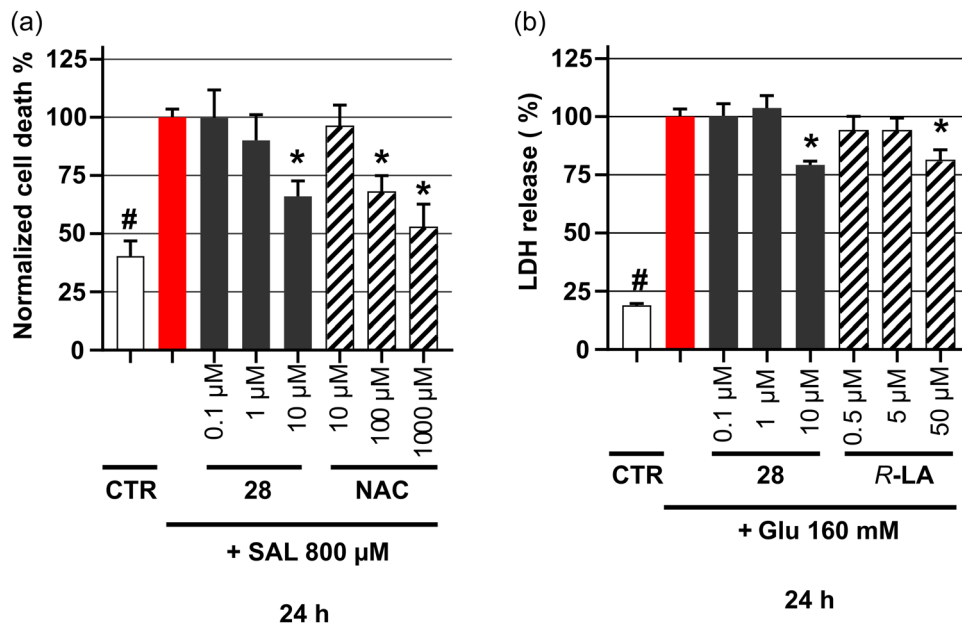 (a)
Normalized cell death %
125
100
75
50
25
0
#
*
*
*
0.1 µM
1 µM
10 µM
10 µM
100 µM
1000 µM
CTR
28
NAC
+ SAL 800 µM
24 h
(b)
LDH release ( %)
125
100
75
50
25
0
#
*
*
0.1 µM
1 µM
10 µM
0.5 µM
5 µM
50 µM
CTR
28
R-LA
+ Glu 160 mM
24 h